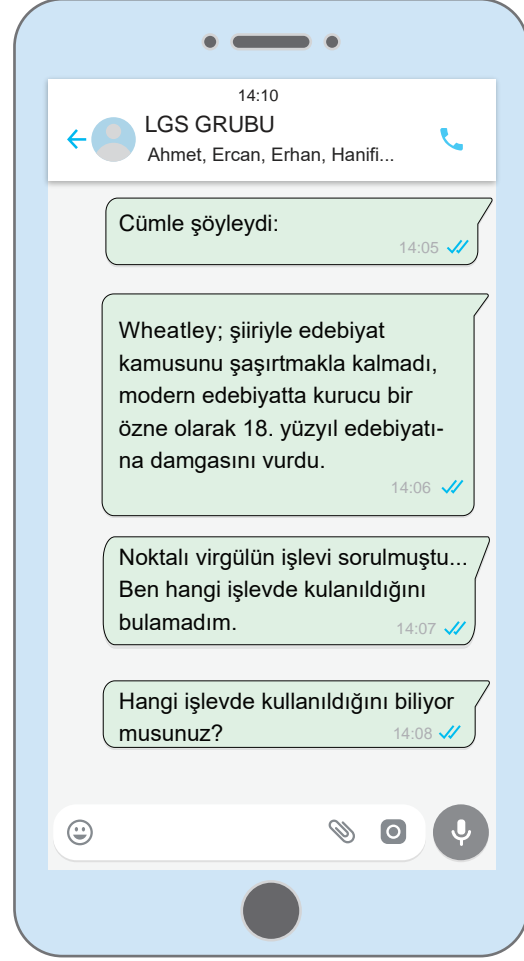 14:10
LGS GRUBU
Ahmet, Ercan, Erhan, Hanifi...
Cümle şöyleydi:
14:05
Wheatley; şiiriyle edebiyat
kamusunu şaşırtmakla kalmadı,
modern edebiyatta kurucu bir
özne olarak 18. yüzyıl edebiyatı-
na damgasını vurdu.
14:06
Noktalı virgülün işlevi sorulmuştu...
Ben hangi işlevde kulanıldığını
bulamadım.
14:07
Hangi işlevde kullanıldığını biliyor
musunuz?
14:08